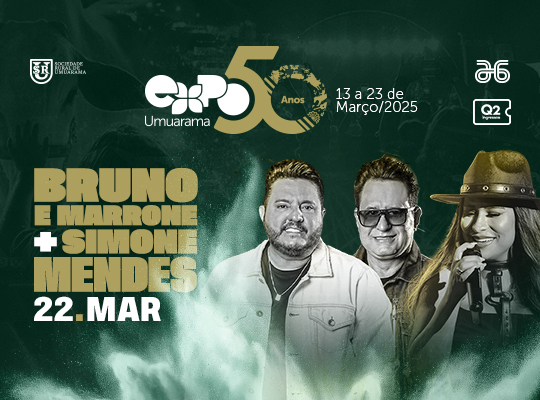 SOCIEDADE
RURAL DE
UMUARAMA
EXPO
Umuarama
50
Anos
13 a 23 de
Março/2025
Q2
Ingressos
BRUNO
E MARRONE
+ SIMONE
MENDES
22.MAR